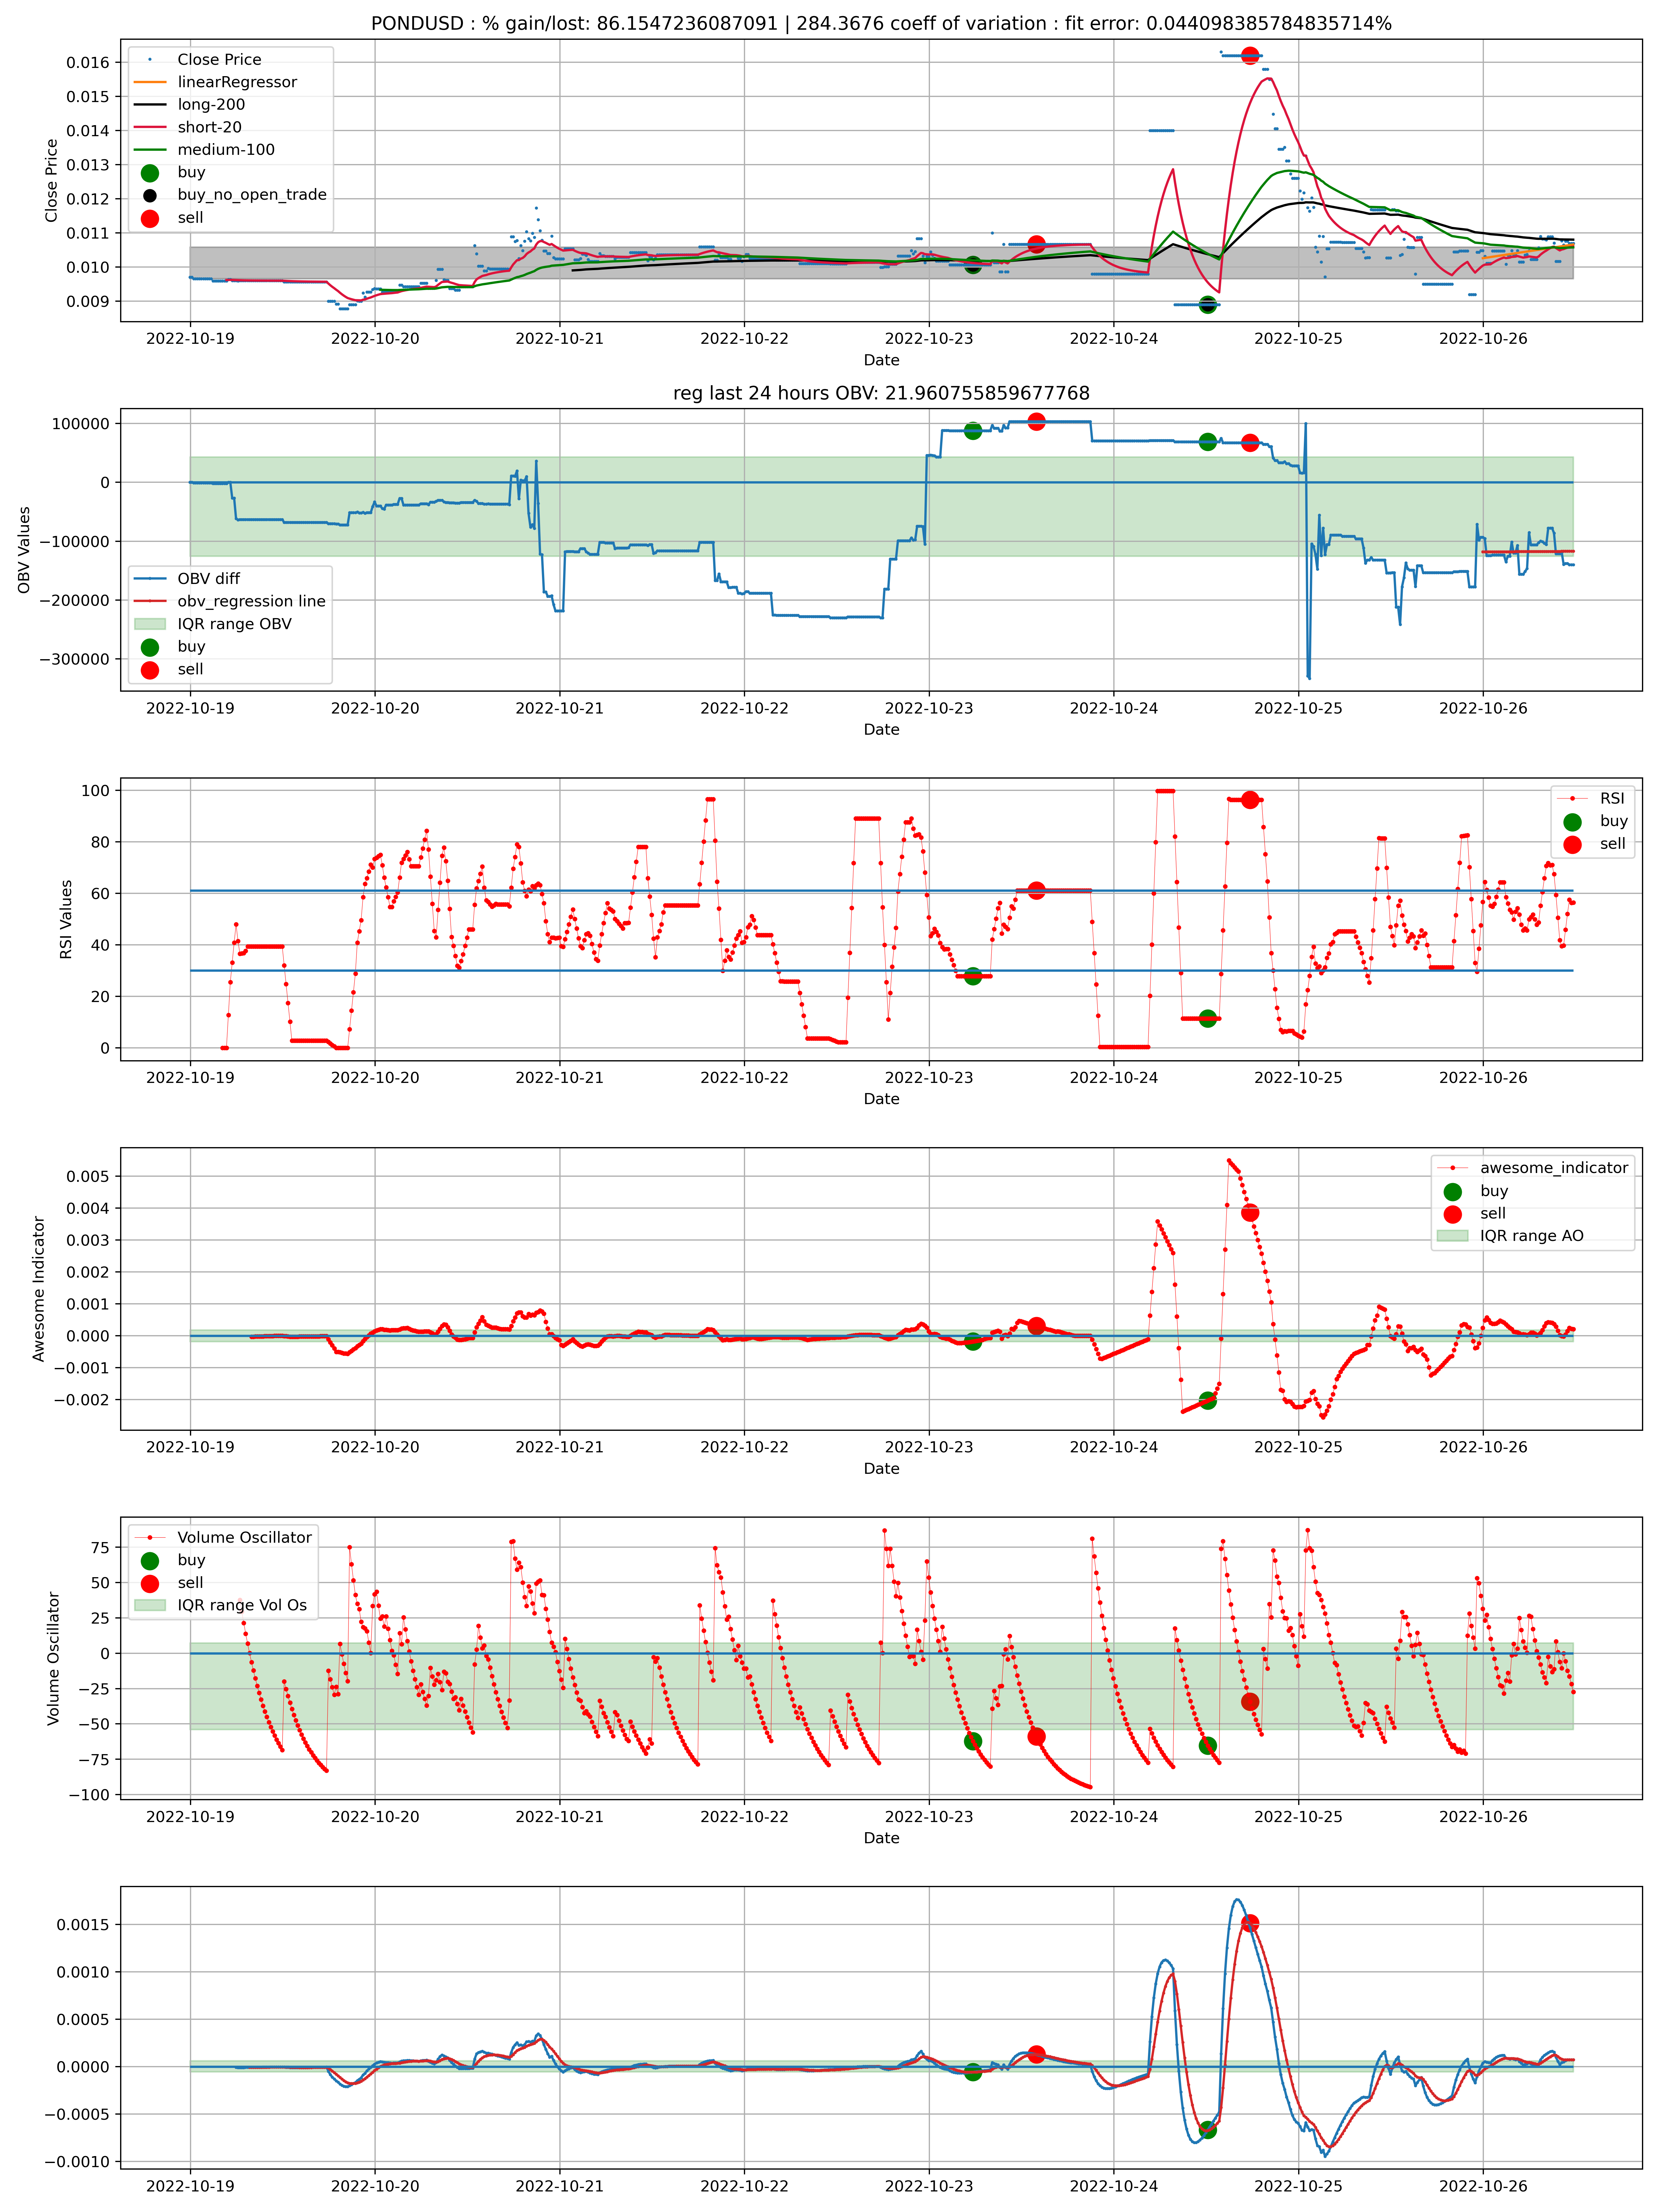 PONDUSD : % gain/lost: 86.1547236087091 | 284.3676 coeff of variation : fit error: 0.044098385784835714%
Close Price
0.016
0.015
0.014
0.013
0.012
0.011
0.010
0.009
Close Price
linearRegressor
long-200
short-20
medium-100
buy
buy_no_open_trade
sell
2022-10-19 2022-10-20 2022-10-21 2022-10-22 2022-10-23 2022-10-24 2022-10-25 2022-10-26
Date
reg last 24 hours OBV: 21.960755859677768
OBV Values
100000
0
−100000
−200000
−300000
OBV diff
obv_regression line
IQR range OBV
buy
sell
2022-10-19 2022-10-20 2022-10-21 2022-10-22 2022-10-23 2022-10-24 2022-10-25 2022-10-26
Date
RSI Values
100
80
60
40
20
0
RSI
buy
sell
2022-10-19 2022-10-20 2022-10-21 2022-10-22 2022-10-23 2022-10-24 2022-10-25 2022-10-26
Date
Awesome Indicator
0.005
0.004
0.003
0.002
0.001
0.000
−0.001
−0.002
awesome_indicator
buy
sell
IQR range AO
2022-10-19 2022-10-20 2022-10-21 2022-10-22 2022-10-23 2022-10-24 2022-10-25 2022-10-26
Date
Volume Oscillator
75
50
25
0
−25
−50
−75
−100
Volume Oscillator
buy
sell
IQR range Vol Os
2022-10-19 2022-10-20 2022-10-21 2022-10-22 2022-10-23 2022-10-24 2022-10-25 2022-10-26
Date
0.0015
0.0010
0.0005
0.0000
−0.0005
−0.0010
2022-10-19 2022-10-20 2022-10-21 2022-10-22 2022-10-23 2022-10-24 2022-10-25 2022-10-26